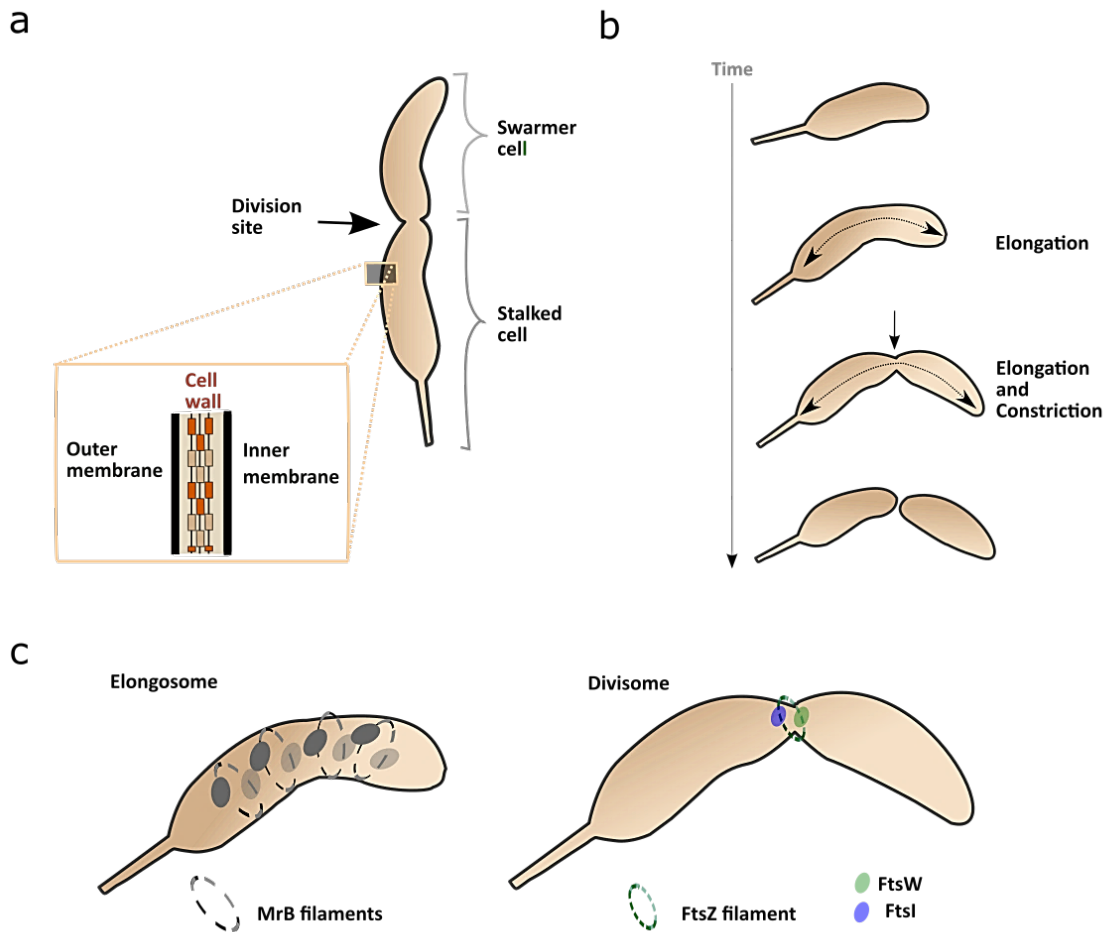 a
Swarmer
cell
Division
site
Stalked
cell
Cell
wall
Outer
membrane
Inner
membrane
b
Time
Elongation
Elongation
and
Constriction
c
Elongosome
MrB filaments
Divisome
FtsZ filament
FtsW
FtsI